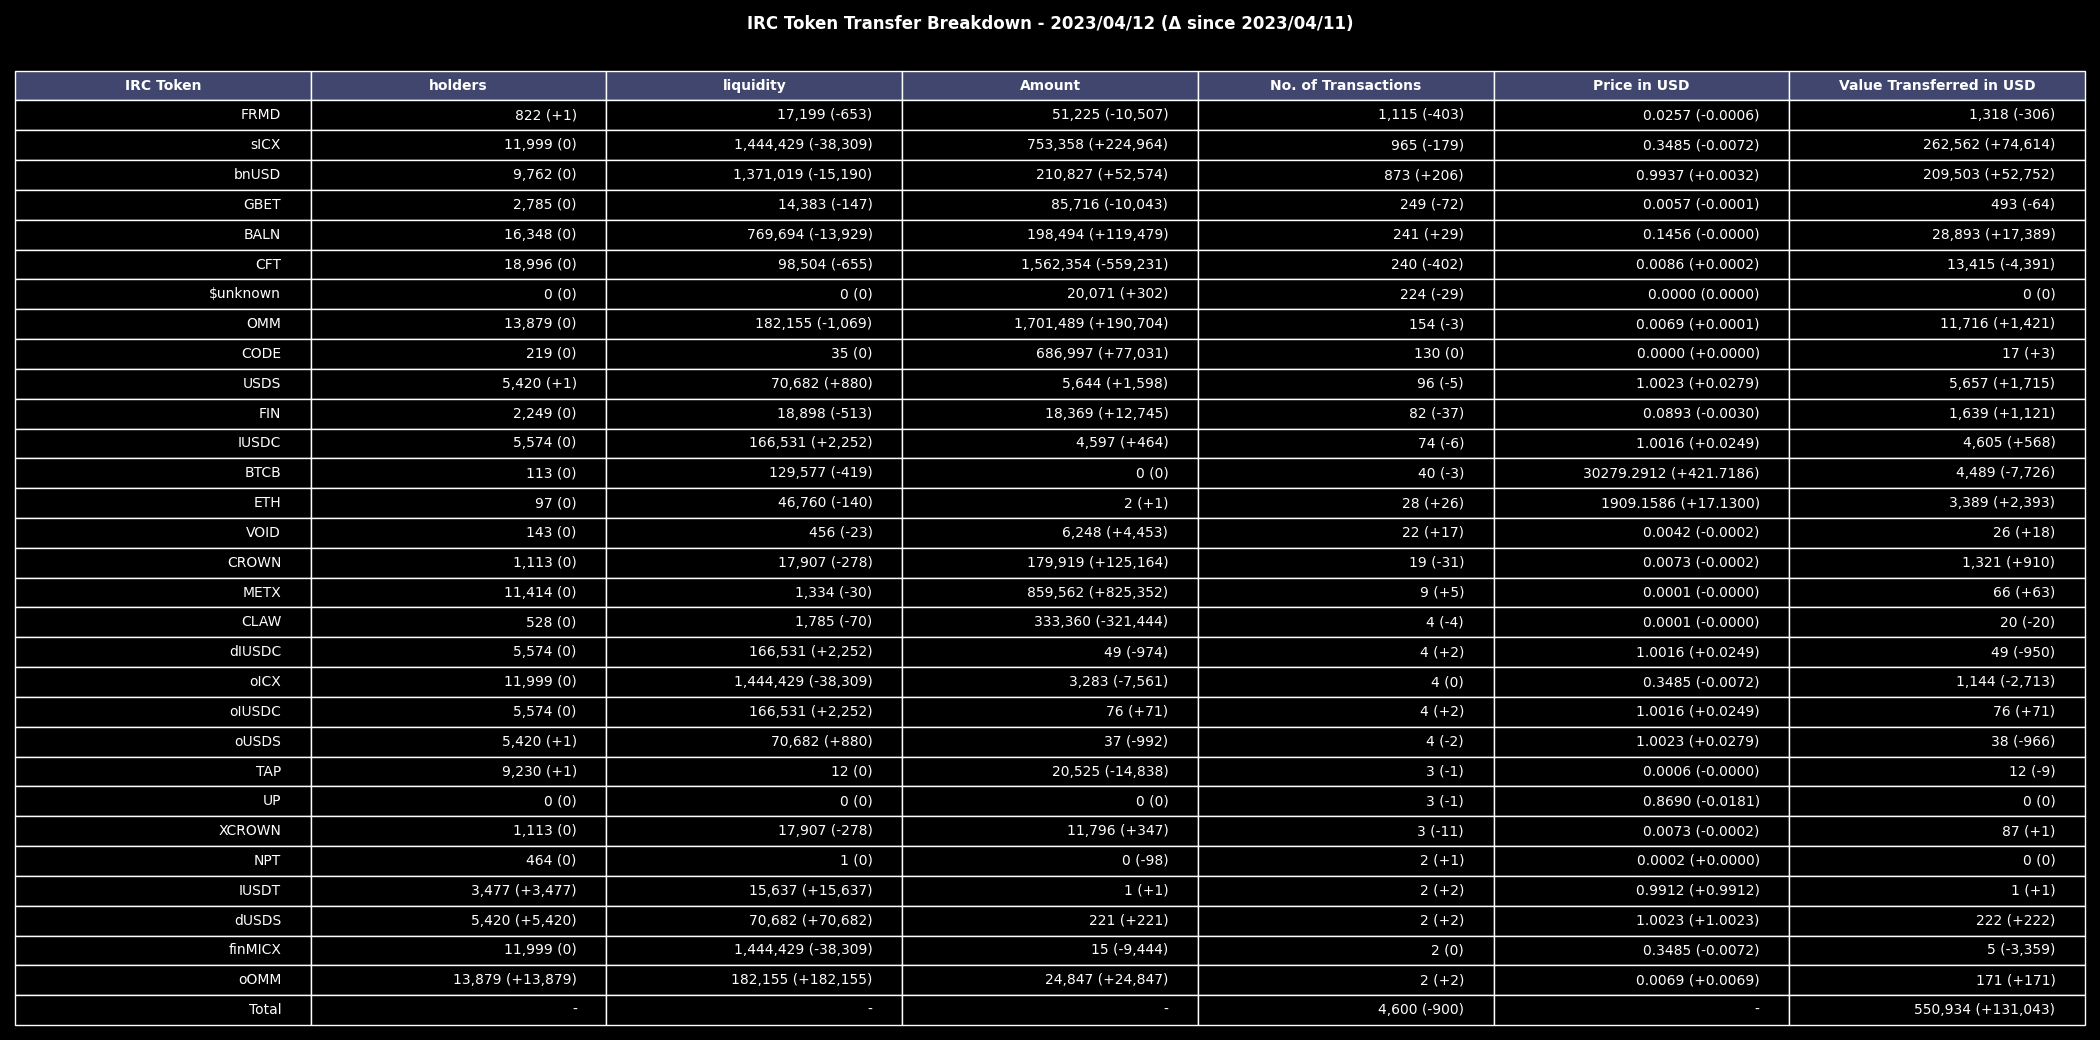 IRC Token Transfer Breakdown - 2023/04/12 (Δ since 2023/04/11)
IRC Token holders liquidity Amount No. of Transactions Price in USD Value Transferred in USD
FRMD 822 (+1) 17,199 (-653) 51,225 (-10,507) 1,115 (-403) 0.0257 (-0.0006) 1,318 (-306)
sICX 11,999 (0) 1,444,429 (-38,309) 753,358 (+224,964) 965 (-179) 0.3485 (-0.0072) 262,562 (+74,614)
bnUSD 9,762 (0) 1,371,019 (-15,190) 210,827 (+52,574) 873 (+206) 0.9937 (+0.0032) 209,503 (+52,752)
GBET 2,785 (0) 14,383 (-147) 85,716 (-10,043) 249 (-72) 0.0057 (-0.0001) 493 (-64)
BALN 16,348 (0) 769,694 (-13,929) 198,494 (+119,479) 241 (+29) 0.1456 (-0.0000) 28,893 (+17,389)
CFT 18,996 (0) 98,504 (-655) 1,562,354 (-559,231) 240 (-402) 0.0086 (+0.0002) 13,415 (-4,391)
$unknown 0 (0) 0 (0) 20,071 (+302) 224 (-29) 0.0000 (0.0000) 0 (0)
OMM 13,879 (0) 182,155 (-1,069) 1,701,489 (+190,704) 154 (-3) 0.0069 (+0.0001) 11,716 (+1,421)
CODE 219 (0) 35 (0) 686,997 (+77,031) 130 (0) 0.0000 (+0.0000) 17 (+3)
USDS 5,420 (+1) 70,682 (+880) 5,644 (+1,598) 96 (-5) 1.0023 (+0.0279) 5,657 (+1,715)
FIN 2,249 (0) 18,898 (-513) 18,369 (+12,745) 82 (-37) 0.0893 (-0.0030) 1,639 (+1,121)
IUSDC 5,574 (0) 166,531 (+2,252) 4,597 (+464) 74 (-6) 1.0016 (+0.0249) 4,605 (+568)
BTCB 113 (0) 129,577 (-419) 0 (0) 40 (-3) 30279.2912 (+421.7186) 4,489 (-7,726)
ETH 97 (0) 46,760 (-140) 2 (+1) 28 (+26) 1909.1586 (+17.1300) 3,389 (+2,393)
VOID 143 (0) 456 (-23) 6,248 (+4,453) 22 (+17) 0.0042 (-0.0002) 26 (+18)
CROWN 1,113 (0) 17,907 (-278) 179,919 (+125,164) 19 (-31) 0.0073 (-0.0002) 1,321 (+910)
METX 11,414 (0) 1,334 (-30) 859,562 (+825,352) 9 (+5) 0.0001 (-0.0000) 66 (+63)
CLAW 528 (0) 1,785 (-70) 333,360 (-321,444) 4 (-4) 0.0001 (-0.0000) 20 (-20)
dIUSDC 5,574 (0) 166,531 (+2,252) 49 (-974) 4 (+2) 1.0016 (+0.0249) 49 (-950)
oICX 11,999 (0) 1,444,429 (-38,309) 3,283 (-7,561) 4 (0) 0.3485 (-0.0072) 1,144 (-2,713)
oIUSDC 5,574 (0) 166,531 (+2,252) 76 (+71) 4 (+2) 1.0016 (+0.0249) 76 (+71)
oUSDS 5,420 (+1) 70,682 (+880) 37 (-992) 4 (-2) 1.0023 (+0.0279) 38 (-966)
TAP 9,230 (+1) 12 (0) 20,525 (-14,838) 3 (-1) 0.0006 (-0.0000) 12 (-9)
UP 0 (0) 0 (0) 0 (0) 3 (-1) 0.8690 (-0.0181) 0 (0)
XCROWN 1,113 (0) 17,907 (-278) 11,796 (+347) 3 (-11) 0.0073 (-0.0002) 87 (+1)
NPT 464 (0) 1 (0) 0 (-98) 2 (+1) 0.0002 (+0.0000) 0 (0)
IUSDT 3,477 (+3,477) 15,637 (+15,637) 1 (+1) 2 (+2) 0.9912 (+0.9912) 1 (+1)
dUSDS 5,420 (+5,420) 70,682 (+70,682) 221 (+221) 2 (+2) 1.0023 (+1.0023) 222 (+222)
finMICX 11,999 (0) 1,444,429 (-38,309) 15 (-9,444) 2 (0) 0.3485 (-0.0072) 5 (-3,359)
oOMM 13,879 (+13,879) 182,155 (+182,155) 24,847 (+24,847) 2 (+2) 0.0069 (+0.0069) 171 (+171)
Total - - - 4,600 (-900) - 550,934 (+131,043)